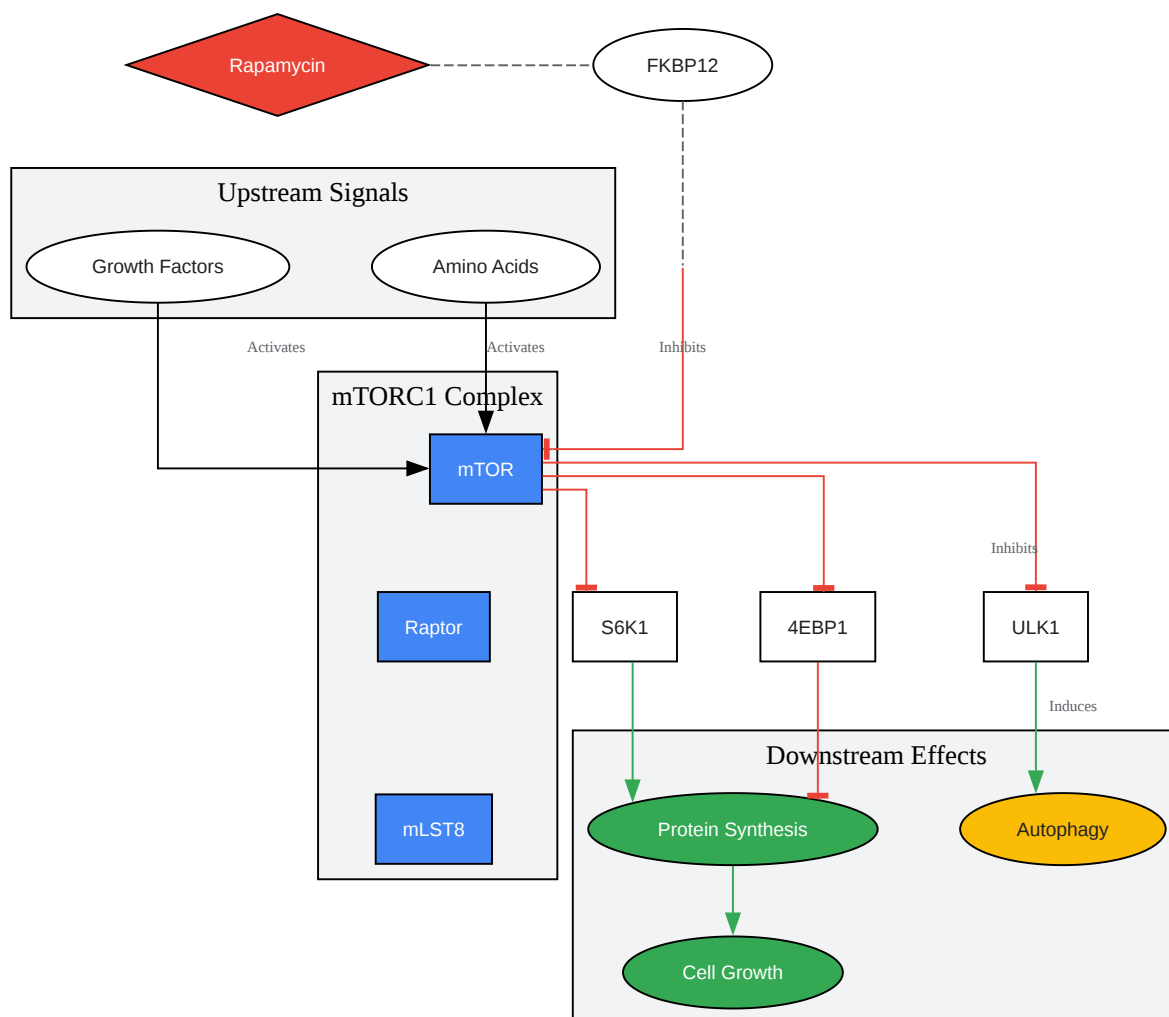 Rapamycin
FKBP12
Upstream Signals
Growth Factors
Amino Acids
Activates
Activates
Inhibits
mTORC1 Complex
mTOR
Inhibits
Raptor
S6K1
4EBP1
ULK1
Induces
Downstream Effects
mLST8
Protein Synthesis
Autophagy
Cell Growth